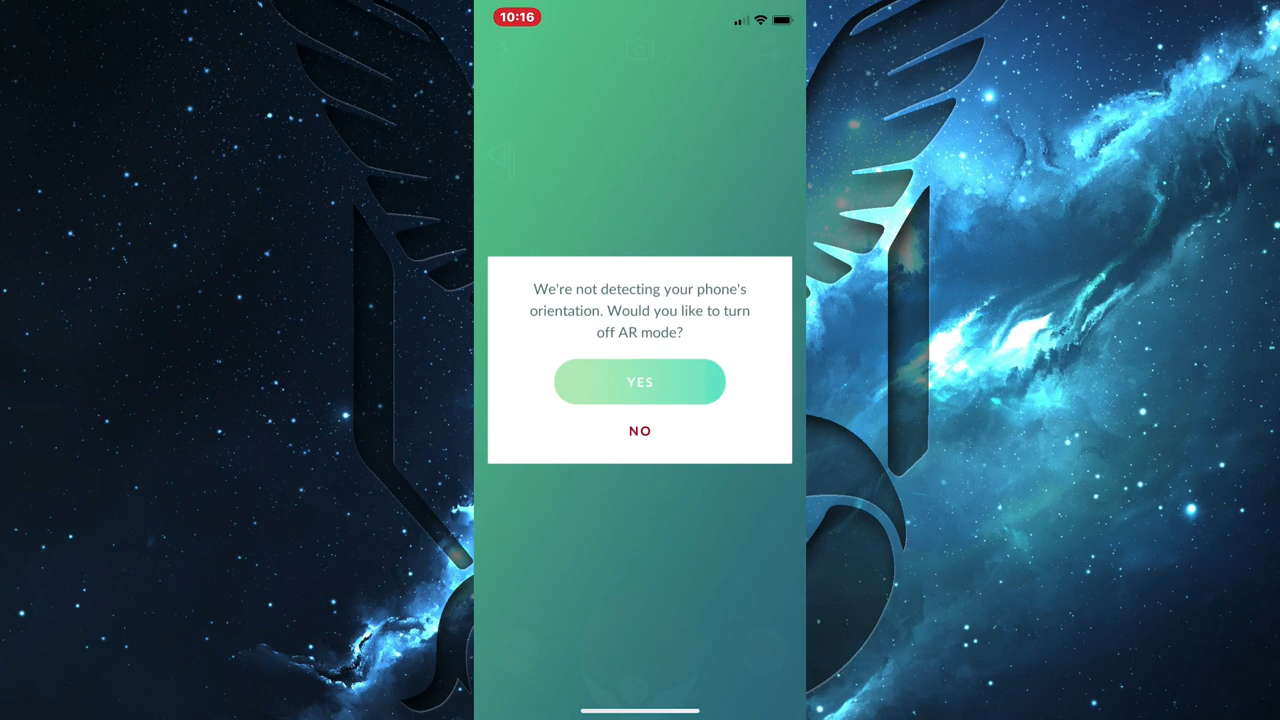 10:16
We're not detecting your phone's
orientation. Would you like to turn
off AR mode?
YES
NO